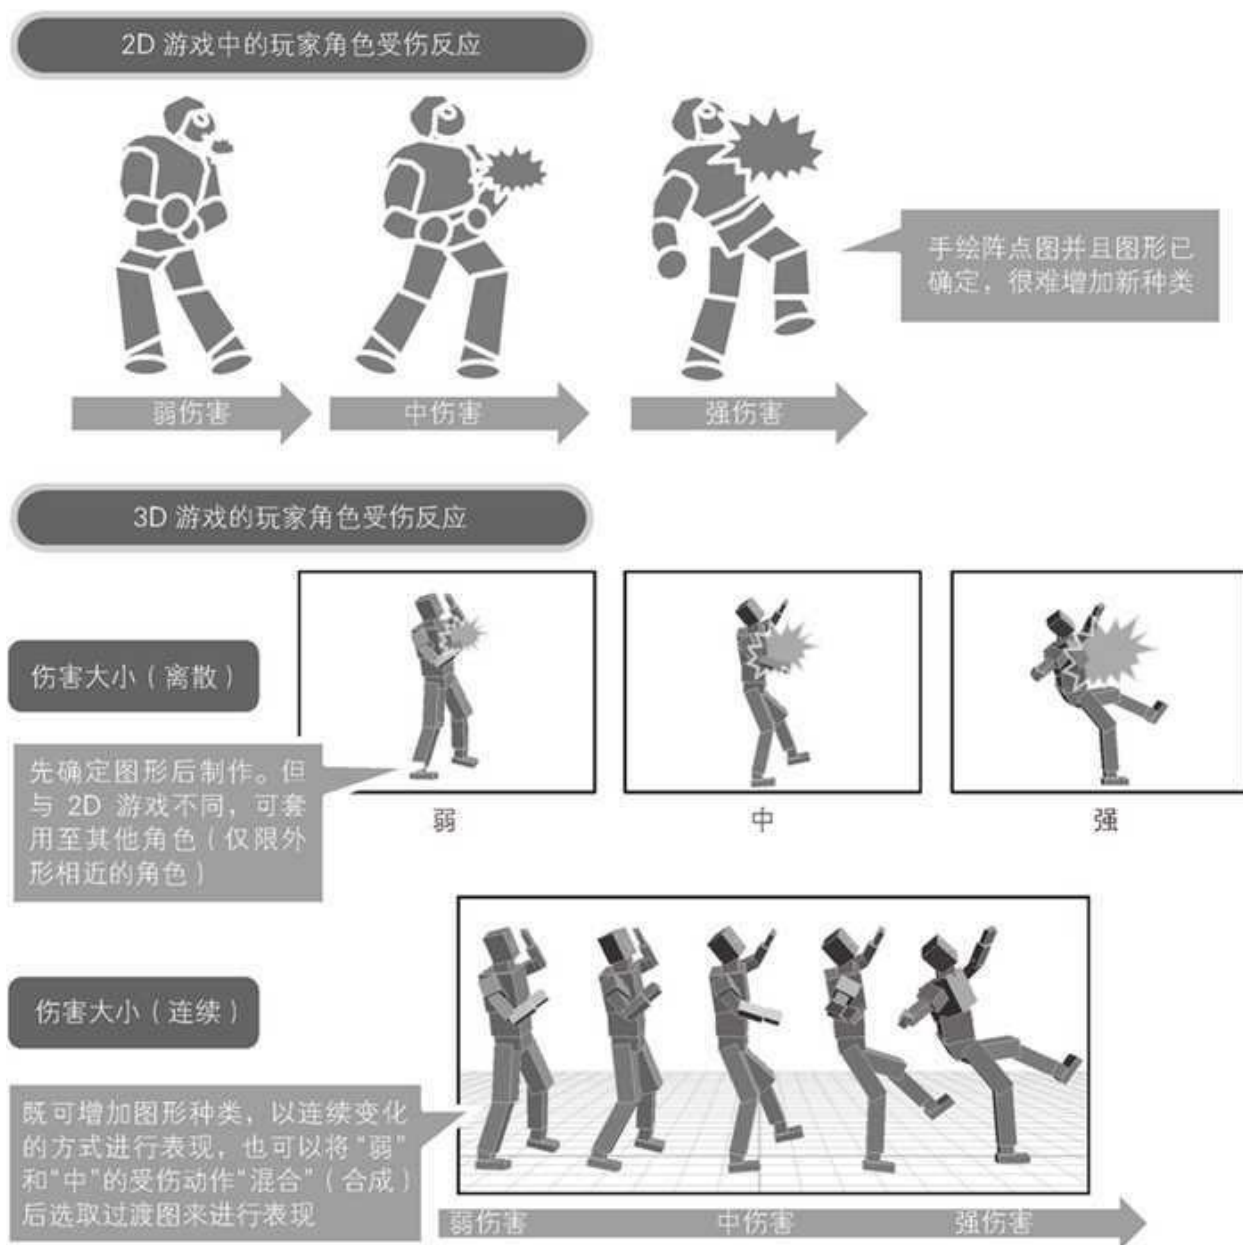 2D 游戏中的玩家角色受伤反应
手绘阵点图并且图形已
确定，很难增加新种类
弱伤害
中伤害
强伤害
3D 游戏的玩家角色受伤反应
伤害大小（离散）
先确定图形后制作。但
与 2D 游戏不同，可套
用至其他角色（仅限外
形相近的角色）
弱
中
强
伤害大小（连续）
既可增加图形种类，以连续变化
的方式进行表现，也可以将“弱”
和“中”的受伤动作“混合”（合成）
后选取过渡图来进行表现
弱伤害
中伤害
强伤害